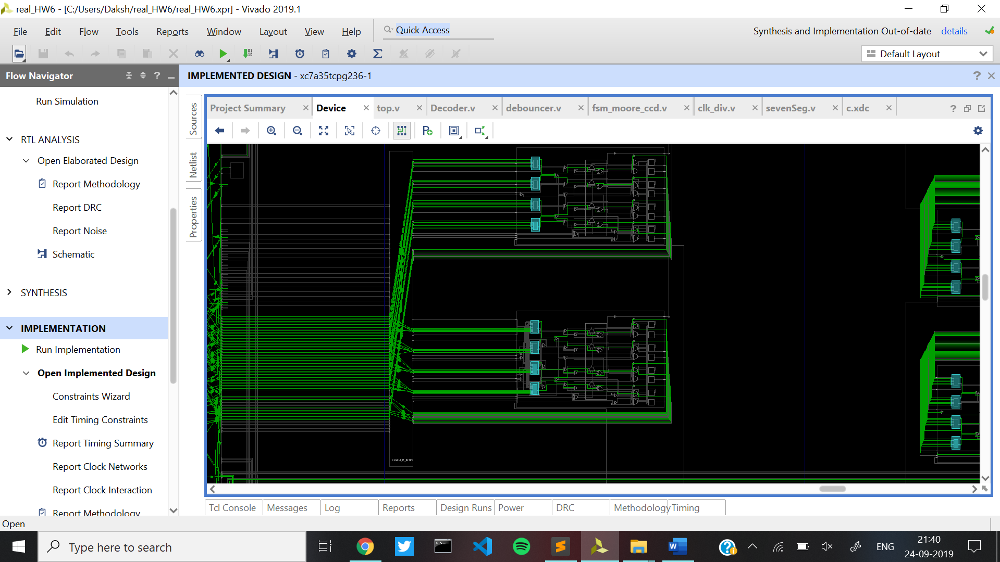 real_HW6 - [C:/Users/Daksh/real_HW6/real_HW6.xpr] - Vivado 2019.1
File Edit Flow Tools Reports Window Layout View Help Quick Access
Synthesis and Implementation Out-of-date details
Default Layout
Flow Navigator
IMPLEMENTED DESIGN - xc7a35tcpg236-1
Run Simulation
RTL ANALYSIS
Open Elaborated Design
Report Methodology
Report DRC
Report Noise
Schematic
SYNTHESIS
IMPLEMENTATION
Run Implementation
Open Implemented Design
Constraints Wizard
Edit Timing Constraints
Report Timing Summary
Report Clock Networks
Report Clock Interaction
Report Methodology
Sources
Netlist
Properties
Project Summary Device top.v Decoder.v debouncer.v fsm_moore_ccd.v clk_div.v sevenSeg.v c.xdc
Tcl Console Messages Log Reports Design Runs Power DRC Methodology Timing
Open
Type here to search
ENG
21:40
24-09-2019